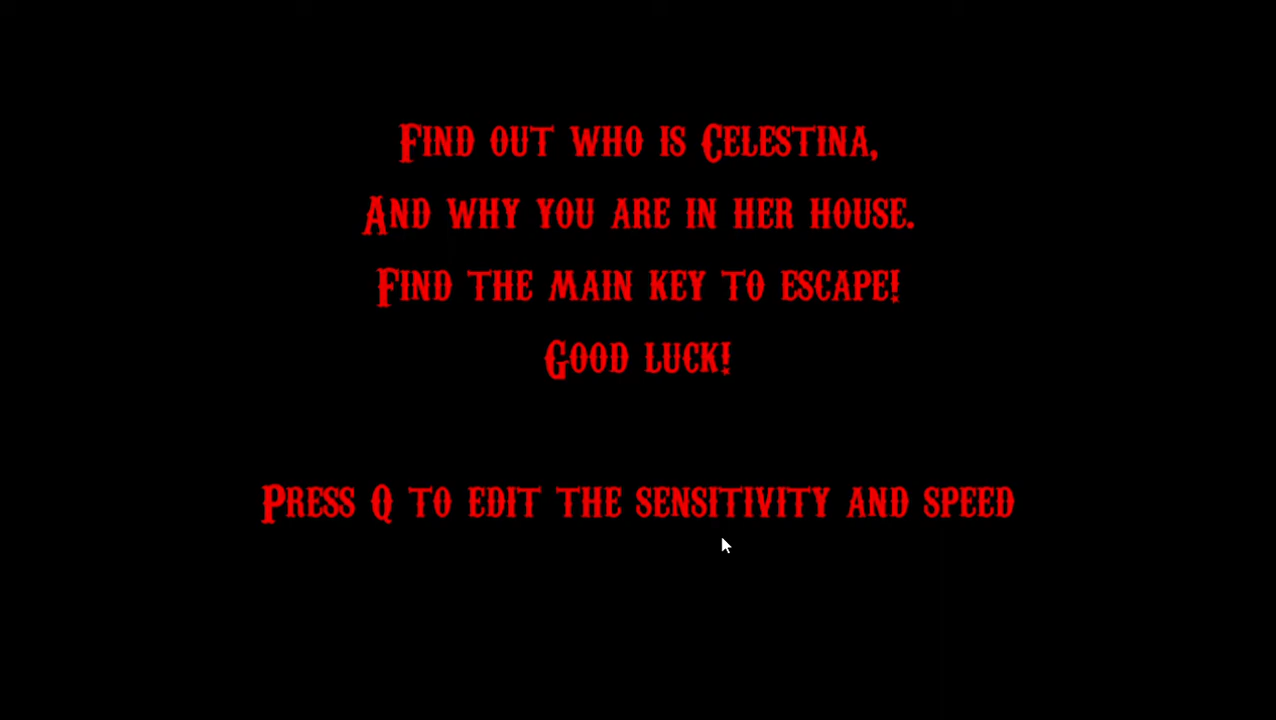 Find out who is Celestina,
And why you are in her house.
Find the main key to escape!
Good luck!
Press Q to edit the sensitivity and speed